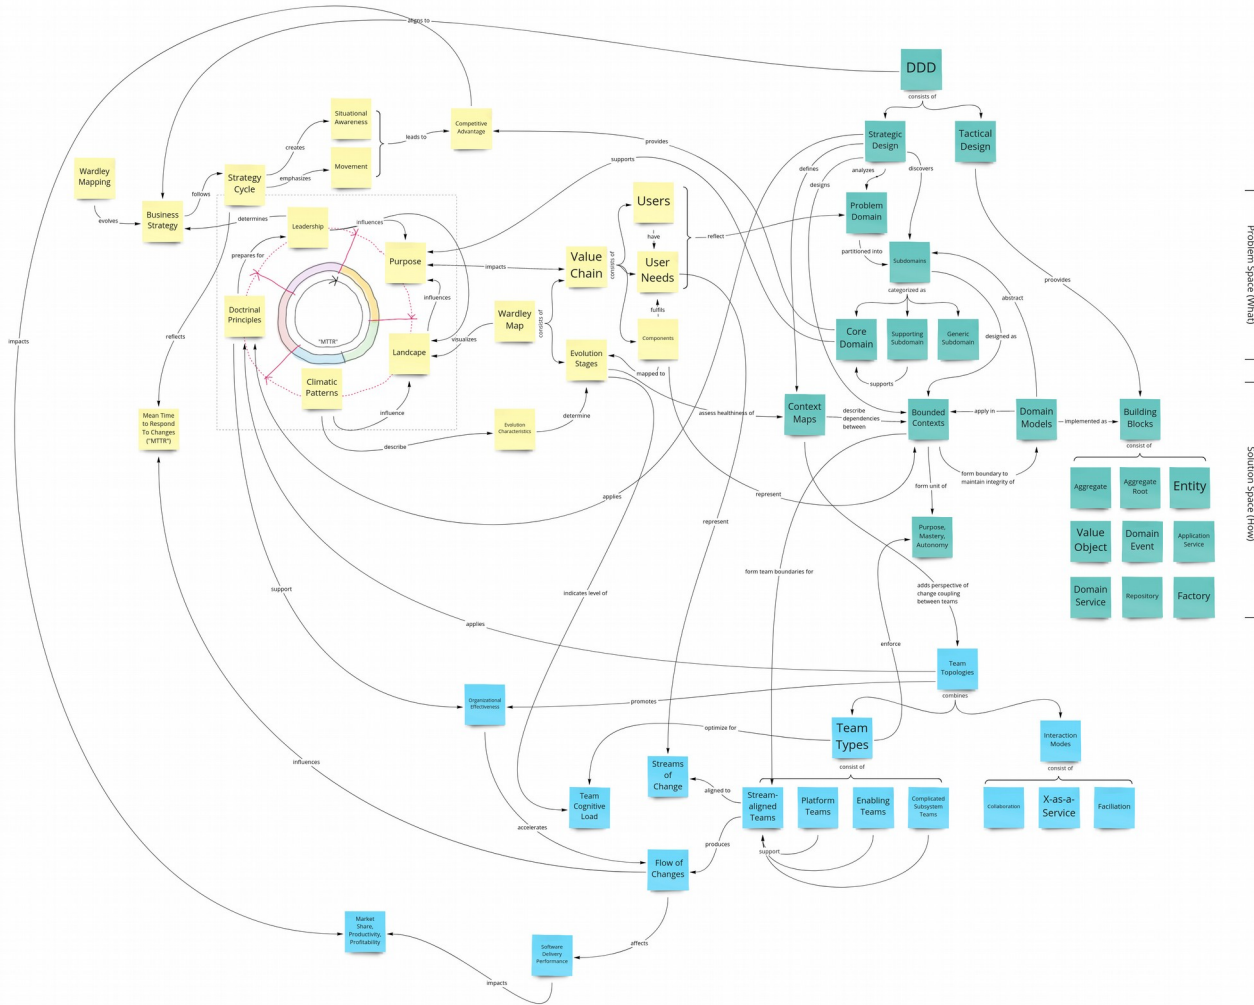 aligns to
DDD
consists of
Situational
Awareness
Competitive
Advantage
leads to
creates
Strategic
Design
Tactical
Design
provides
supports
defines
designs
analyzes
discovers
Wardley
Mapping
Strategy
Cycle
emphasizes
Movement
follows
evolves
Business
Strategy
determines
Leadership
influences
Users
Problem
Domain
have
reflect
partitioned into
prepares for
Purpose
impacts
Value
Chain
consists of
User
Needs
Subdomains
categorized as
influences
fulfils
abstract
proovides
Problem Space (What)
Doctrinal
Principles
"MTTR"
Wardley
Map
consists of
Components
Core
Domain
Supporting
Subdomain
Generic
Subdomain
designed as
impacts
reflects
Landcape
visualizes
Evolution
Stages
mapped to
supports
Climatic
Patterns
influence
Mean Time
to Respond
To Changes
("MTTR")
Evolution
Characteristics
determine
describe
assess healthiness of
Context
Maps
describe
dependencies
between
Bounded
Contexts
apply in
Domain
Models
implemented as
Building
Blocks
consist of
form boundary to
maintain integrity of
form unit of
Aggregate
Aggregate
Root
Entity
Solution Space (How)
applies
represent
represent
Purpose,
Mastery,
Autonomy
Value
Object
Domain
Event
Application
Service
form team boundaries for
adds perspective of
change coupling
between teams
support
indicates level of
Domain
Service
Repository
Factory
applies
enforce
Team
Topologies
combines
Organizational
Effectiveness
promotes
optimize for
Team
Types
Interaction
Modes
consist of
consist of
influences
Streams
of
Change
aligned to
Team
Cognitive
Load
Stream-
aligned
Teams
Platform
Teams
Enabling
Teams
Complicated
Subsystem
Teams
Collaboration
X-as-a-
Service
Faciliation
accelerates
produces
support
Flow of
Changes
Market
Share,
Productivity,
Profitability
affects
Software
Delivery
Performance
impacts